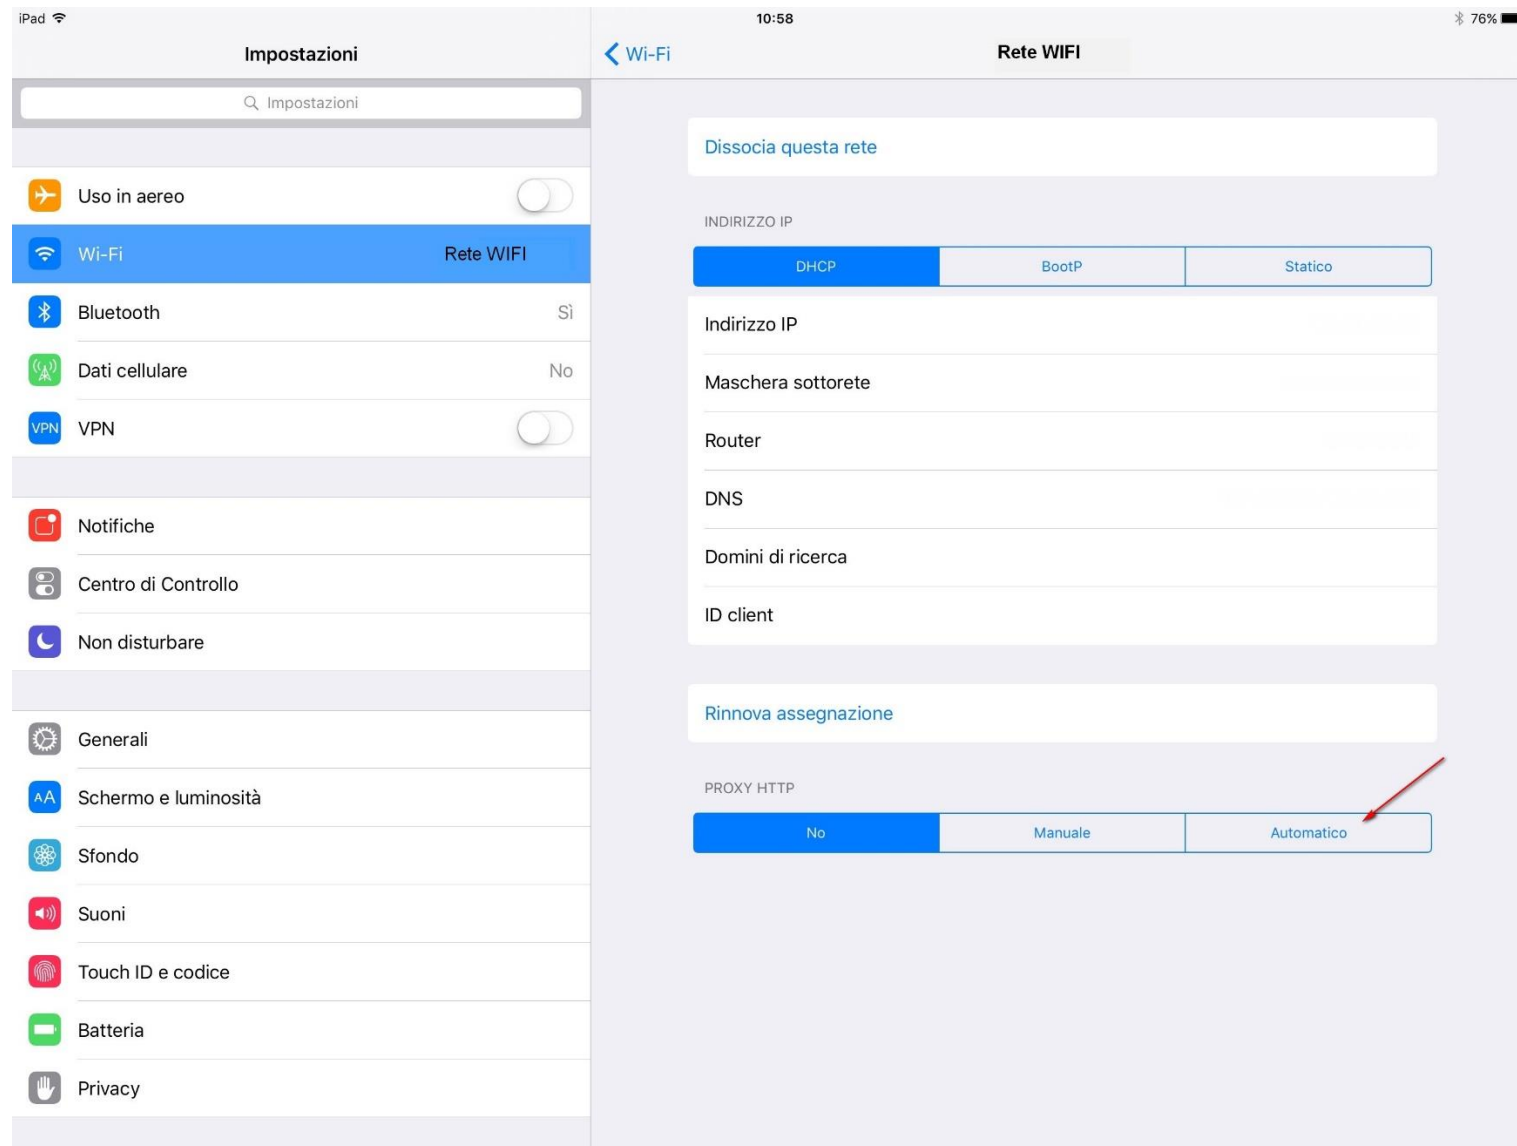 iPad
10:58
76%
Impostazioni
Impostazioni
Uso in aereo
Wi-Fi Rete WIFI
Bluetooth Sì
Dati cellulare No
VPN VPN
Notifiche
Centro di Controllo
Non disturbare
Generali
AA Schermo e luminosità
Sfondo
Suoni
Touch ID e codice
Batteria
Privacy
Wi-Fi Rete WIFI
Dissocia questa rete
INDIRIZZO IP
DHCP BootP Statico
Indirizzo IP
Maschera sottorete
Router
DNS
Domini di ricerca
ID client
Rinnova assegnazione
PROXY HTTP
No Manuale Automatico